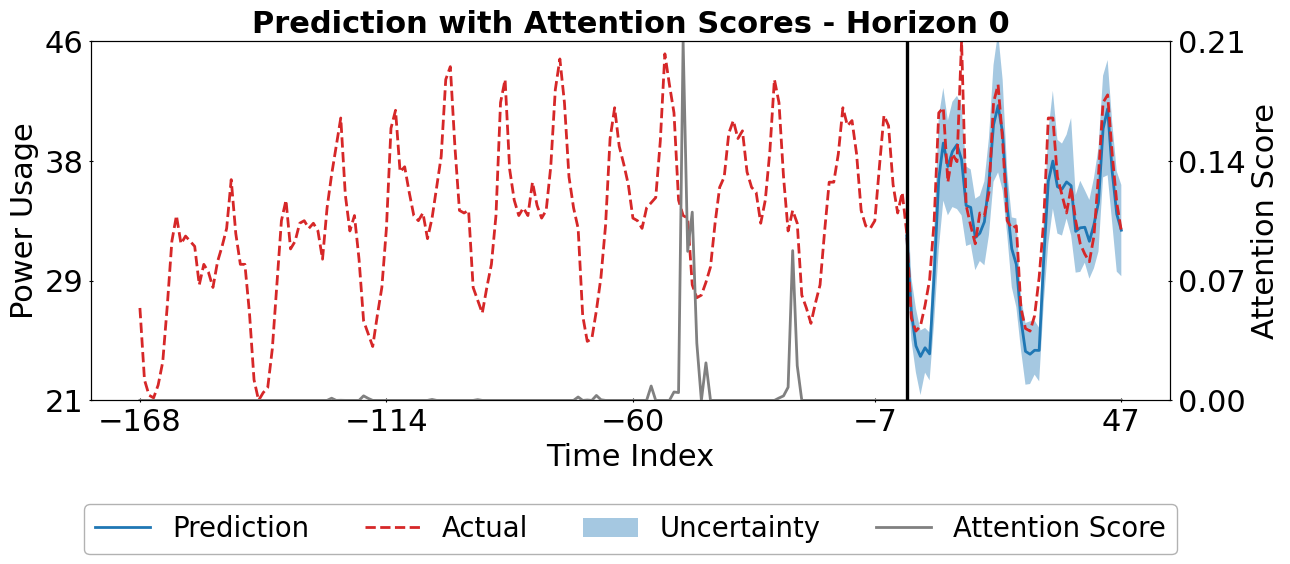 Prediction with Attention Scores - Horizon 0
46
38
29
21
Power Usage
0.21
0.14
0.07
0.00
Attention Score
−168
−114
−60
−7
47
Time Index
Prediction
Actual
Uncertainty
Attention Score